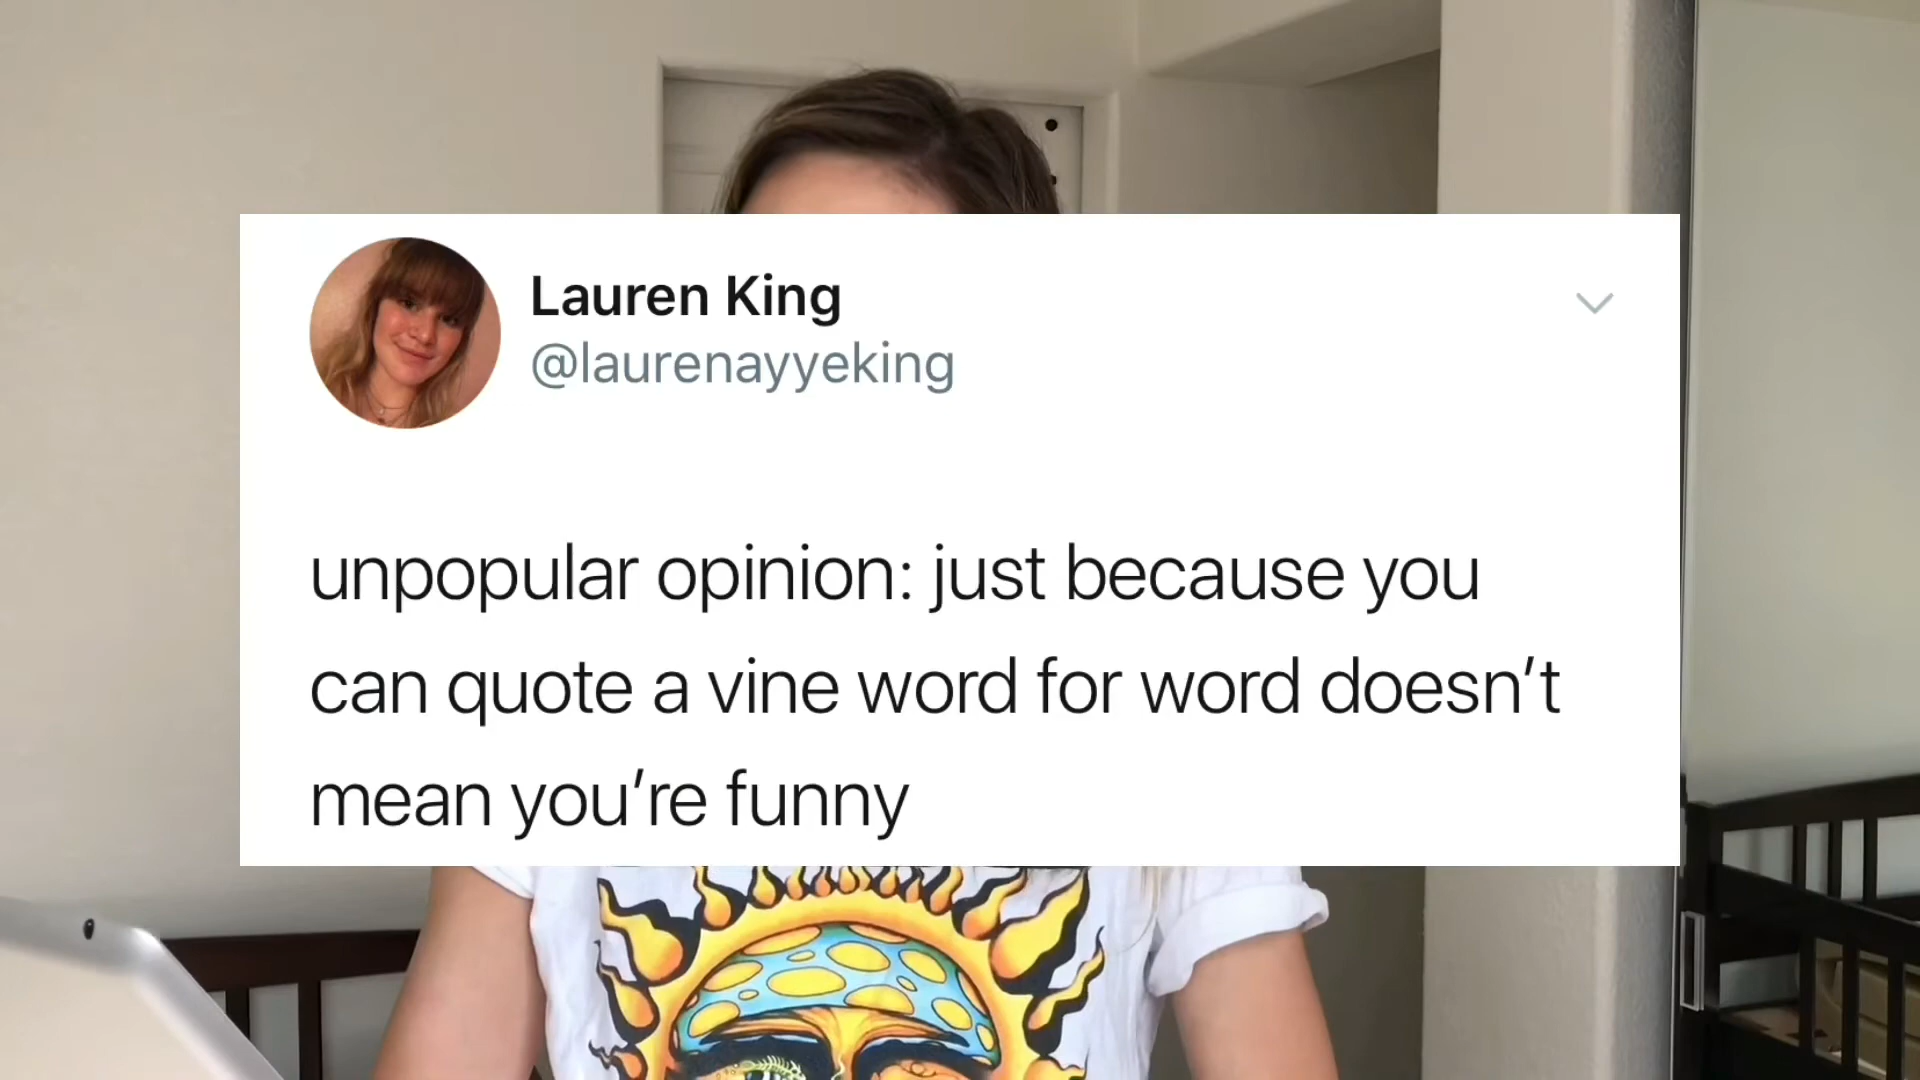 Lauren King
@laurenayyeking
unpopular opinion: just because you
can quote a vine word for word doesn’t
mean you’re funny